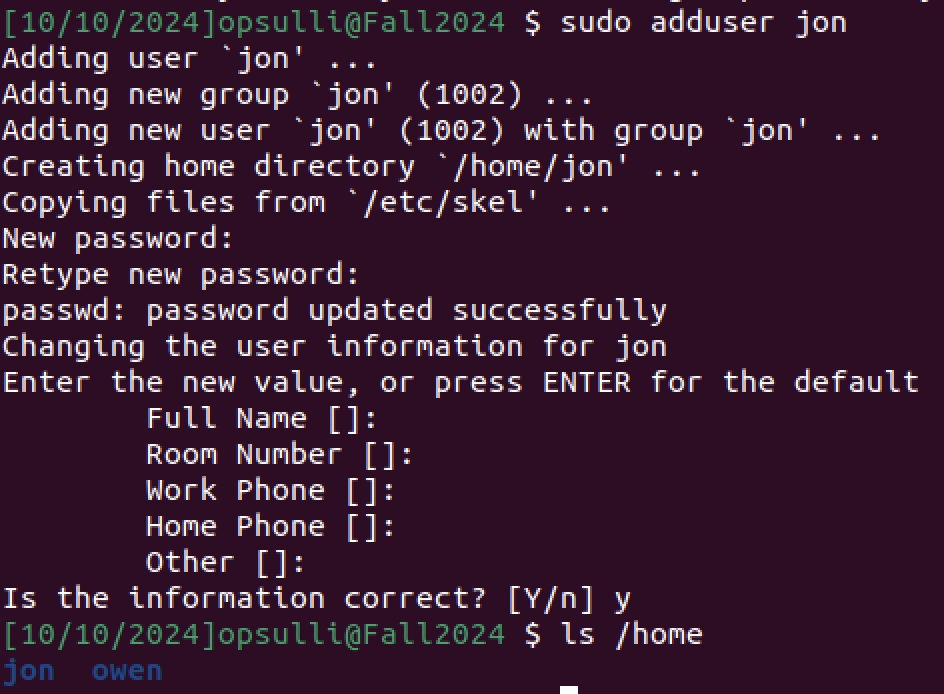 [10/10/2024]opsulli@Fall2024 $ sudo adduser jon
Adding user `jon' ...
Adding new group `jon' (1002) ...
Adding new user `jon' (1002) with group `jon' ...
Creating home directory `/home/jon' ...
Copying files from `/etc/skel' ...
New password:
Retype new password:
passwd: password updated successfully
Changing the user information for jon
Enter the new value, or press ENTER for the default
	Full Name []:
	Room Number []:
	Work Phone []:
	Home Phone []:
	Other []:
Is the information correct? [Y/n] y
[10/10/2024]opsulli@Fall2024 $ ls /home
jon  owen